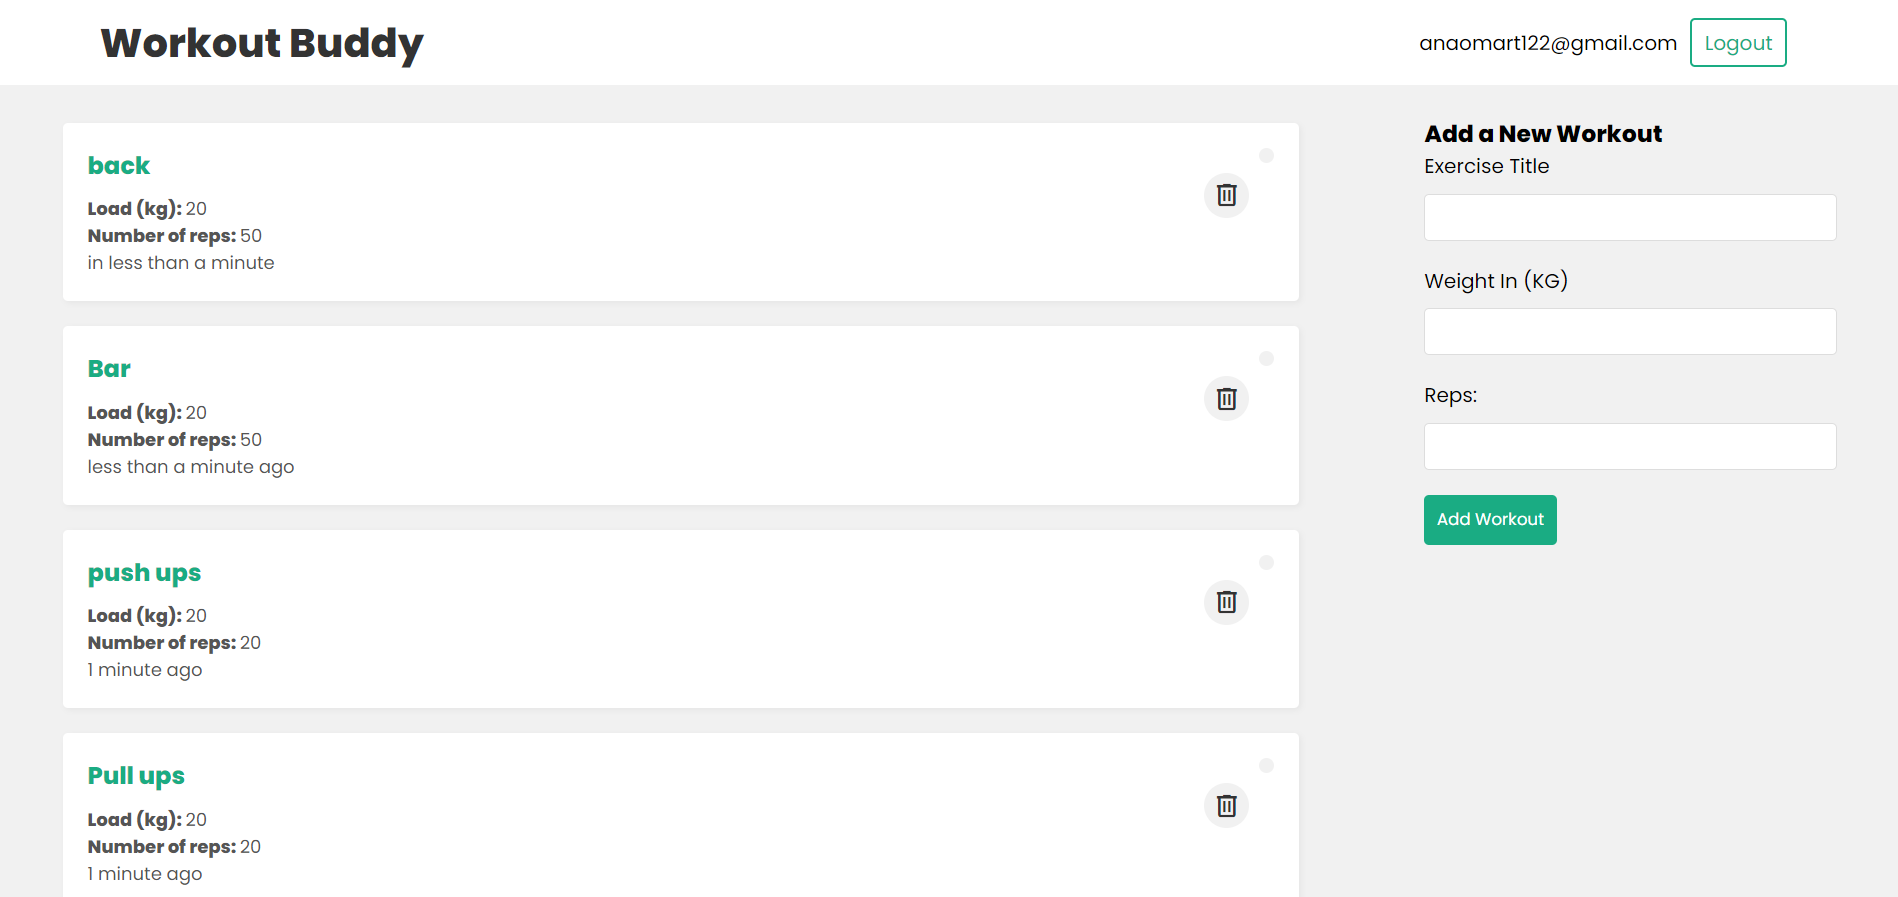 Workout Buddy
anaomart122@gmail.com Logout
back
Load (kg): 20
Number of reps: 50
in less than a minute
Bar
Load (kg): 20
Number of reps: 50
less than a minute ago
push ups
Load (kg): 20
Number of reps: 20
1 minute ago
Pull ups
Load (kg): 20
Number of reps: 20
1 minute ago
Add a New Workout
Exercise Title
Weight In (KG)
Reps:
Add Workout